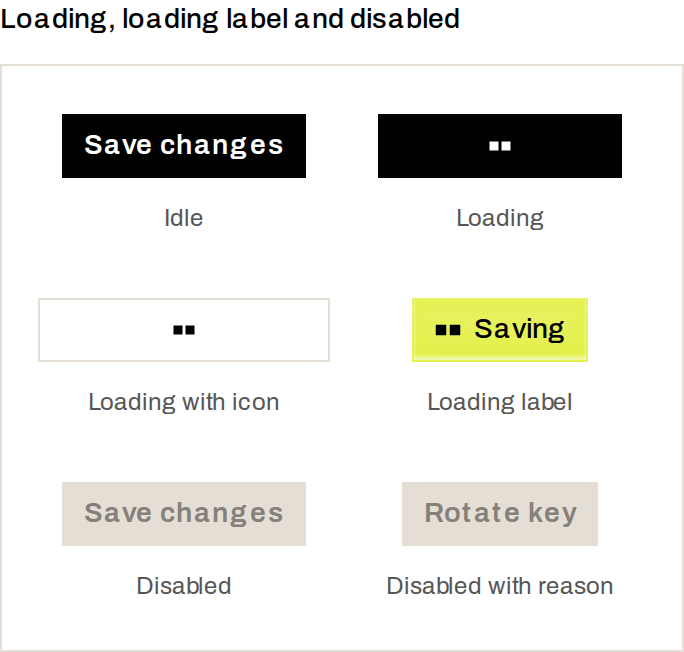 Loading, loading label and disabled
Save changes
Idle
Loading
Loading with icon
Saving
Loading label
Save changes
Disabled
Rotate key
Disabled with reason